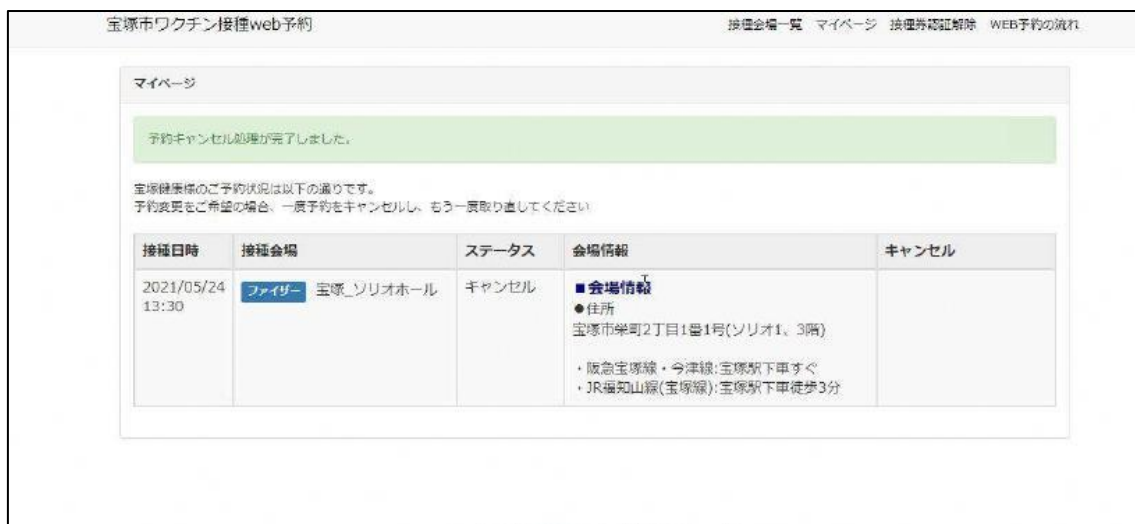 宝塚市ワクチン接種web予約
接種会場一覧 マイページ 接種券認証解除 WEB予約の流れ
マイページ
予約キャンセル処理が完了しました。
宝塚健康様のご予約状況は以下の通りです。
予約変更をご希望の場合、一度予約をキャンセルし、もう一度取り直してください
接種日時 接種会場 ステータス 会場情報 キャンセル
2021/05/24
13:30
ファイザー 宝塚_ソリオホール
キャンセル
■会場情報
●住所
宝塚市栄町2丁目1番1号(ソリオ1、3階)
・阪急宝塚線・今津線:宝塚駅下車すぐ
・JR福知山線(宝塚線):宝塚駅下車徒歩3分